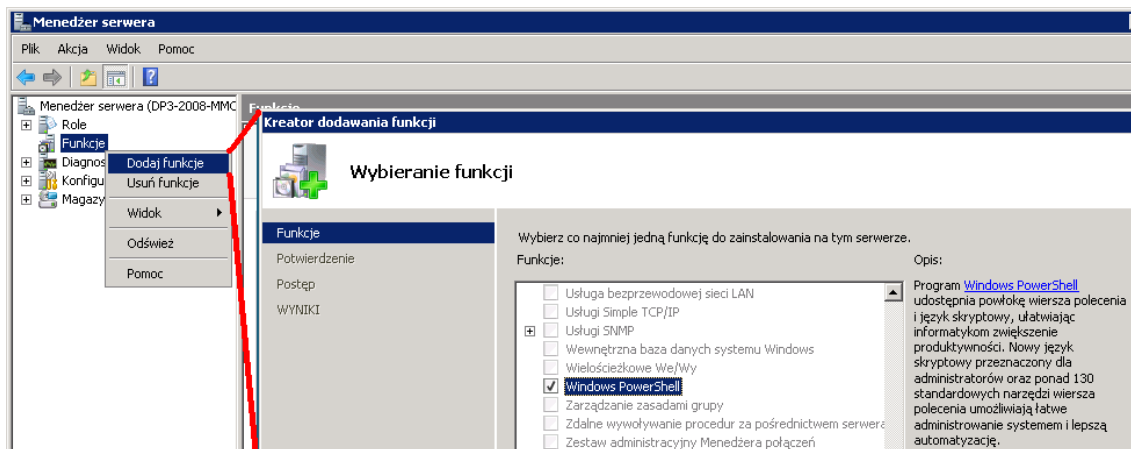 Menedżer serwera
Plik Akcja Widok Pomoc
Menedżer serwera (DP3-2008-MMC
Role
Funkcje
Diagnos
Konfigu
Magazy
Dodaj funkcje
Usuń funkcje
Widok
Odśwież
Pomoc
Funkcje
Kreator dodawania funkcji
Wybieranie funkcji
Funkcje
Potwierdzenie
Postęp
WYNIKI
Wybierz co najmniej jedną funkcję do zainstalowania na tym serwerze.
Funkcje:
Usługa bezprzewodowej sieci LAN
Usługi Simple TCP/IP
Usługi SNMP
Wewnętrzna baza danych systemu Windows
Wielościeżkowe We/Wy
Windows PowerShell
Zarządzanie zasadami grupy
Zdalne wywoływanie procedur za pośrednictwem serwera
Zestaw administracyjny Menedżera połączeń
Opis:
Program Windows PowerShell
udostępnia powłokę wiersza polecenia
i język skryptowy, ułatwiając
informatykom zwiększenie
produktywności. Nowy język
skryptowy przeznaczony dla
administratorów oraz ponad 130
standardowych narzędzi wiersza
polecenia umożliwiają łatwe
administrowanie systemem i lepszą
automatyzację.